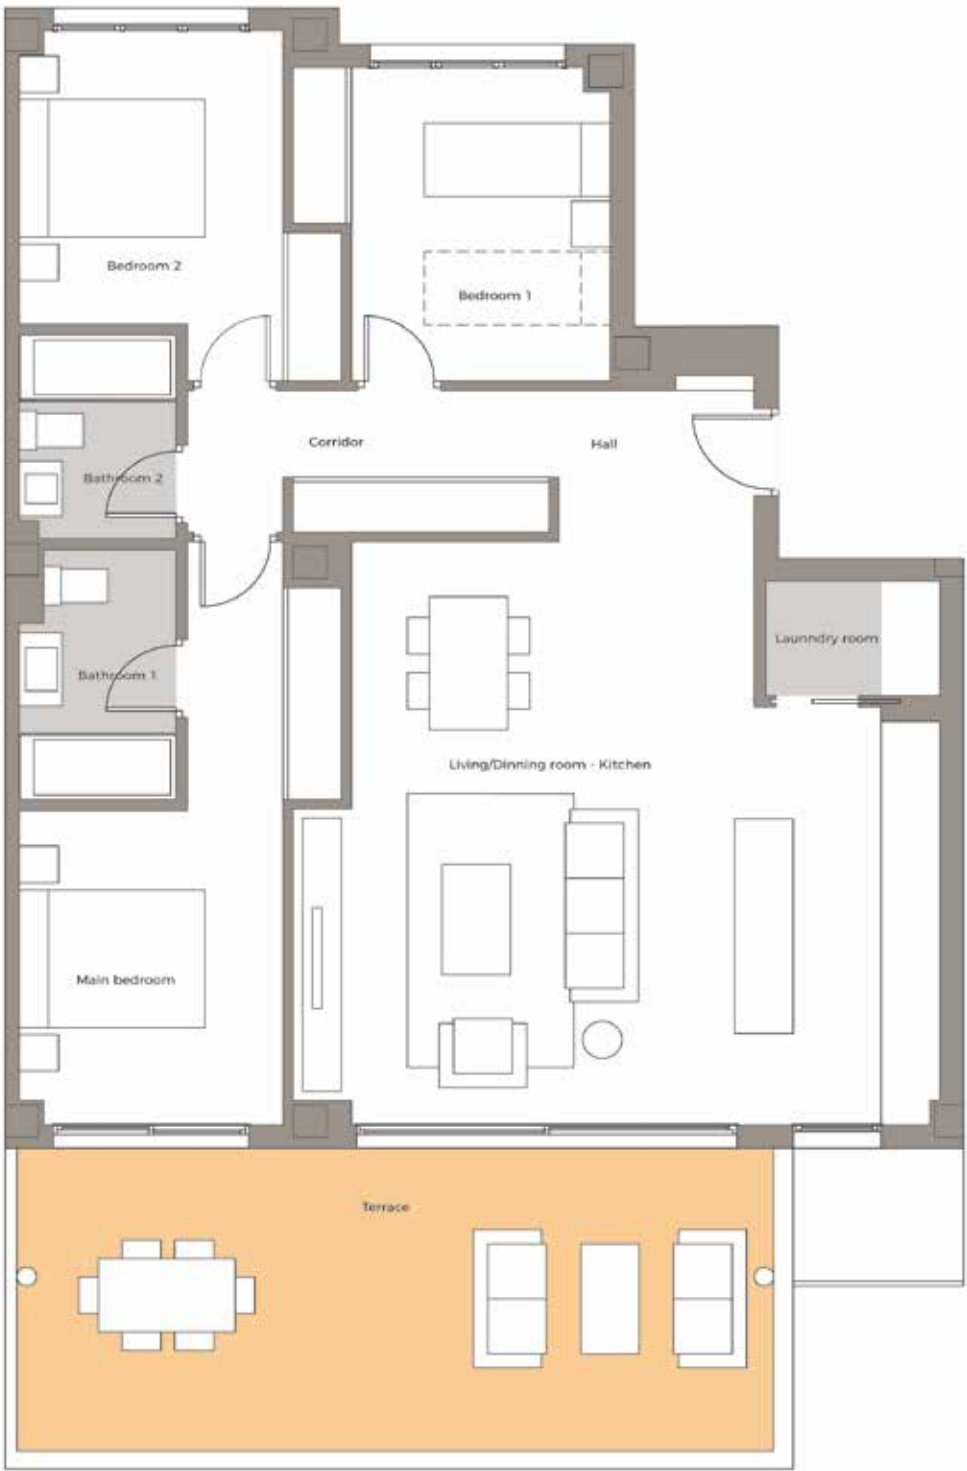 Bedroom 2
Bedroom 1
Corridor
Hall
Bathroom 2
Launndry room
Bathroom 1
Living/Dinning room - Kitchen
Main bedroom
Terrace